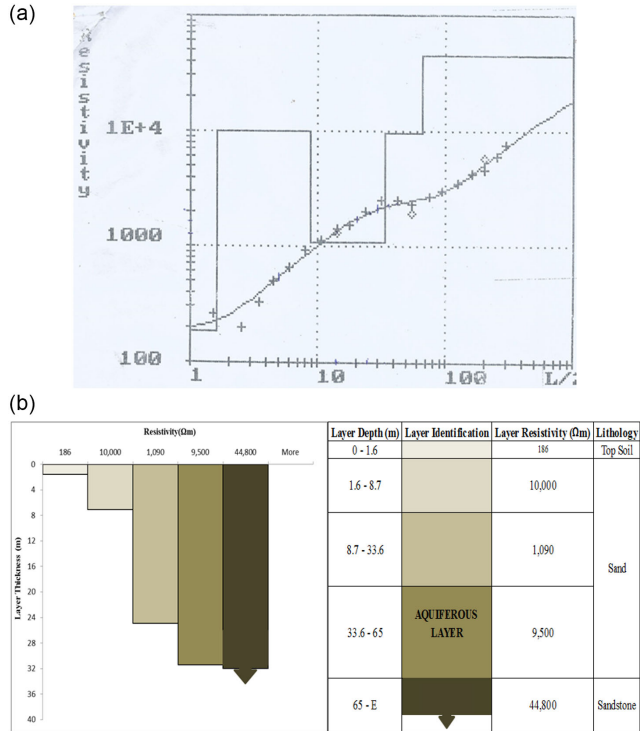 (a)
Resistivity
1E+4
1000
100
1 10 100 L/2
(b)
Resistivity(Ωm)
186 10,000 1,090 9,500 44,800 More
Layer Thickness (m)
0
4
8
12
16
20
24
28
32
36
40
Layer Depth (m) Layer Identification Layer Resistivity (Ωm) Lithology
0 - 1.6 186 Top Soil
1.6 - 8.7 10,000
8.7 - 33.6 1,090
Sand
33.6 - 65 AQUIFEROUS LAYER 9,500
65 - E 44,800 Sandstone